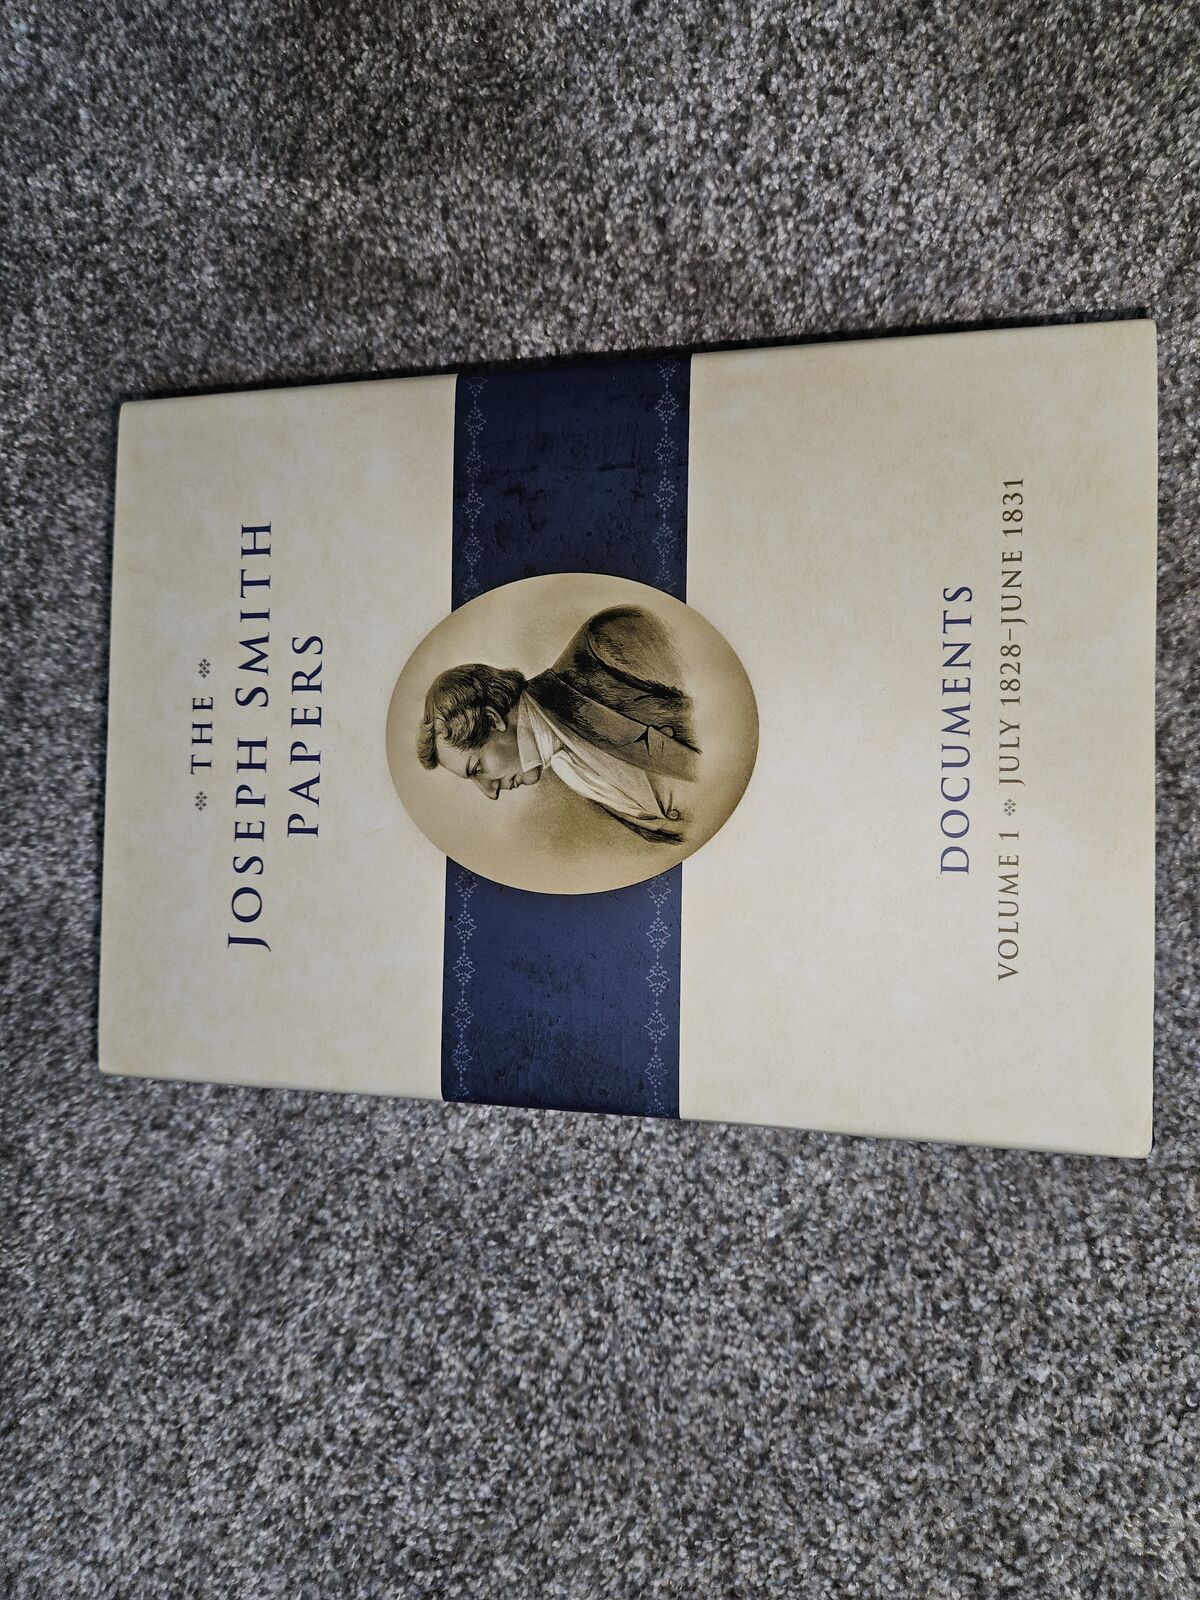 THE
JOSEPH SMITH
PAPERS
DOCUMENTS
VOLUME 1 JULY 1828–JUNE 1831